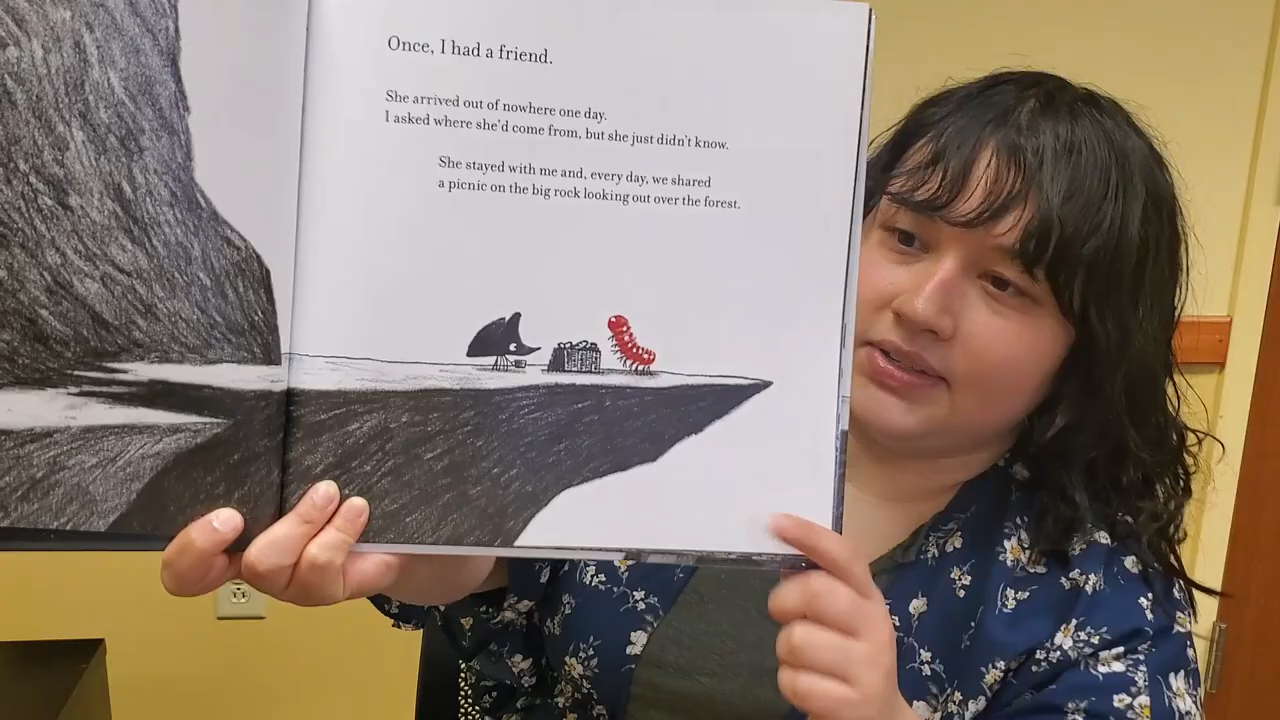 Once, I had a friend.
She arrived out of nowhere one day.
I asked where she'd come from, but she just didn't know.
She stayed with me and, every day, we shared
a picnic on the big rock looking out over the forest.